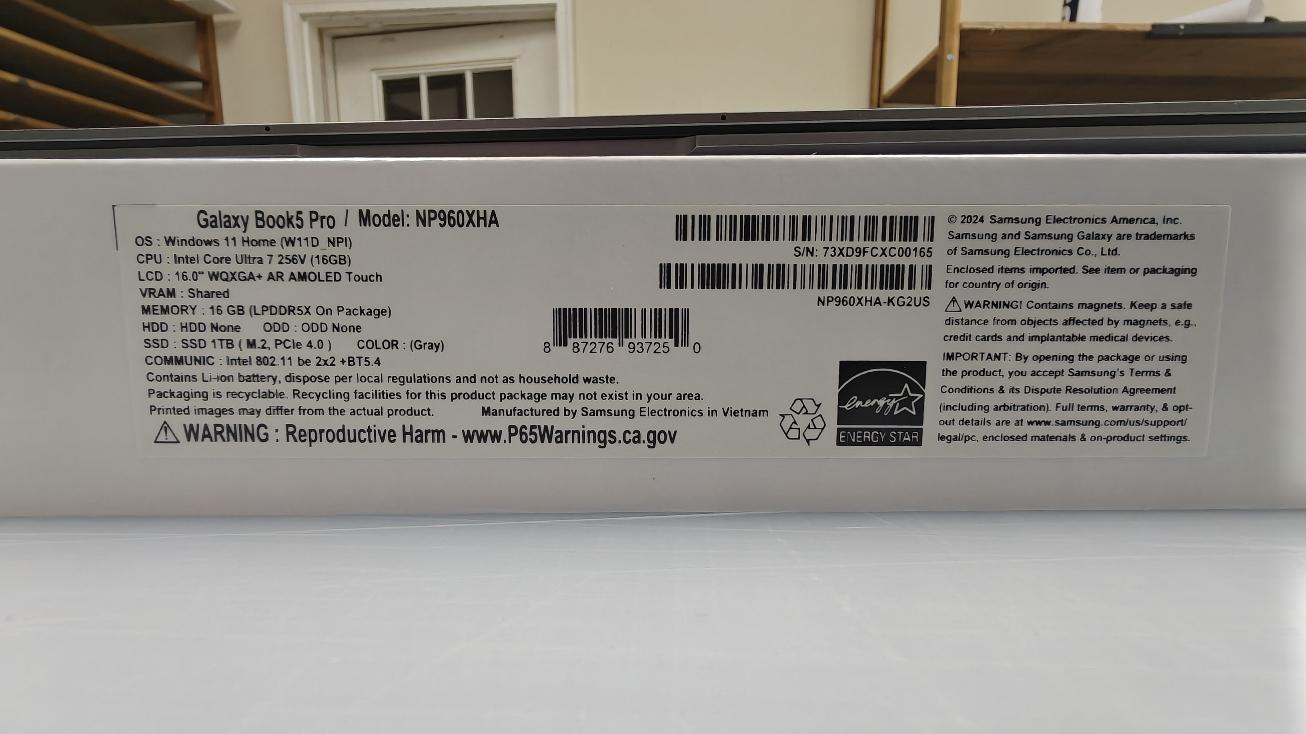 Galaxy Book5 Pro / Model: NP960XHA
OS : Windows 11 Home (W11D_NPI)
CPU : Intel Core Ultra 7 256V (16GB)
LCD : 16.0" WQXGA+ AR AMOLED Touch
VRAM : Shared
MEMORY : 16 GB (LPDDR5X On Package)
HDD : HDD None ODD : ODD None
SSD : SSD 1TB ( M.2, PCIe 4.0 ) COLOR : (Gray)
COMMUNIC : Intel 802.11 be 2x2 +BT5.4
Contains Li-ion battery, dispose per local regulations and not as household waste.
Packaging is recyclable. Recycling facilities for this product package may not exist in your area.
Printed images may differ from the actual product. Manufactured by Samsung Electronics in Vietnam
⚠WARNING : Reproductive Harm - www.P65Warnings.ca.gov
8 87276 93725 0
S/N: 73XD9FCXC00165
NP960XHA-KG2US
energy
ENERGY STAR
© 2024 Samsung Electronics America, Inc.
Samsung and Samsung Galaxy are trademarks
of Samsung Electronics Co., Ltd.
Enclosed items imported. See item or packaging
for country of origin.
⚠WARNING! Contains magnets. Keep a safe
distance from objects affected by magnets, e.g.,
credit cards and implantable medical devices.
IMPORTANT: By opening the package or using
the product, you accept Samsung's Terms &
Conditions & its Dispute Resolution Agreement
(including arbitration). Full terms, warranty, & opt-
out details are at www.samsung.com/us/support/
legal/pc, enclosed materials & on-product settings.